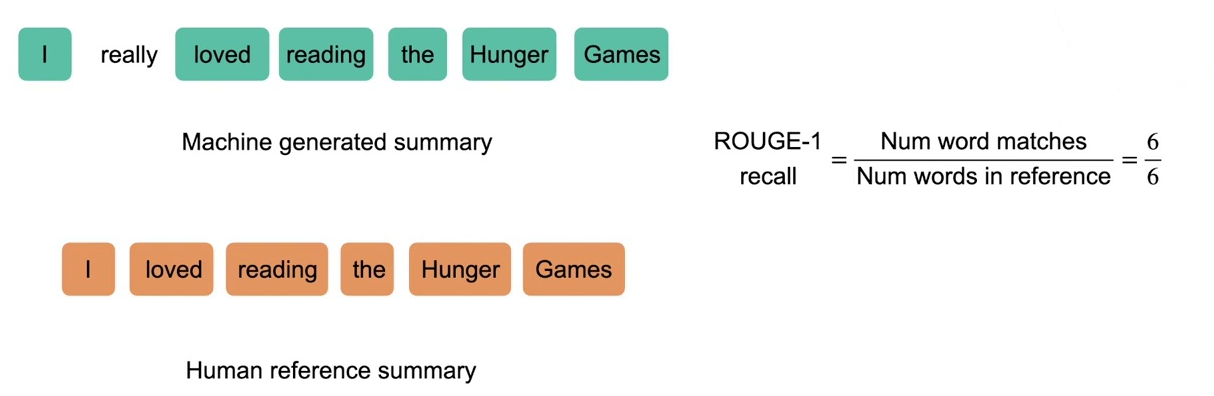 I really loved reading the Hunger Games
Machine generated summary
ROUGE-1 recall = Num word matches / Num words in reference = 6 / 6
I loved reading the Hunger Games
Human reference summary